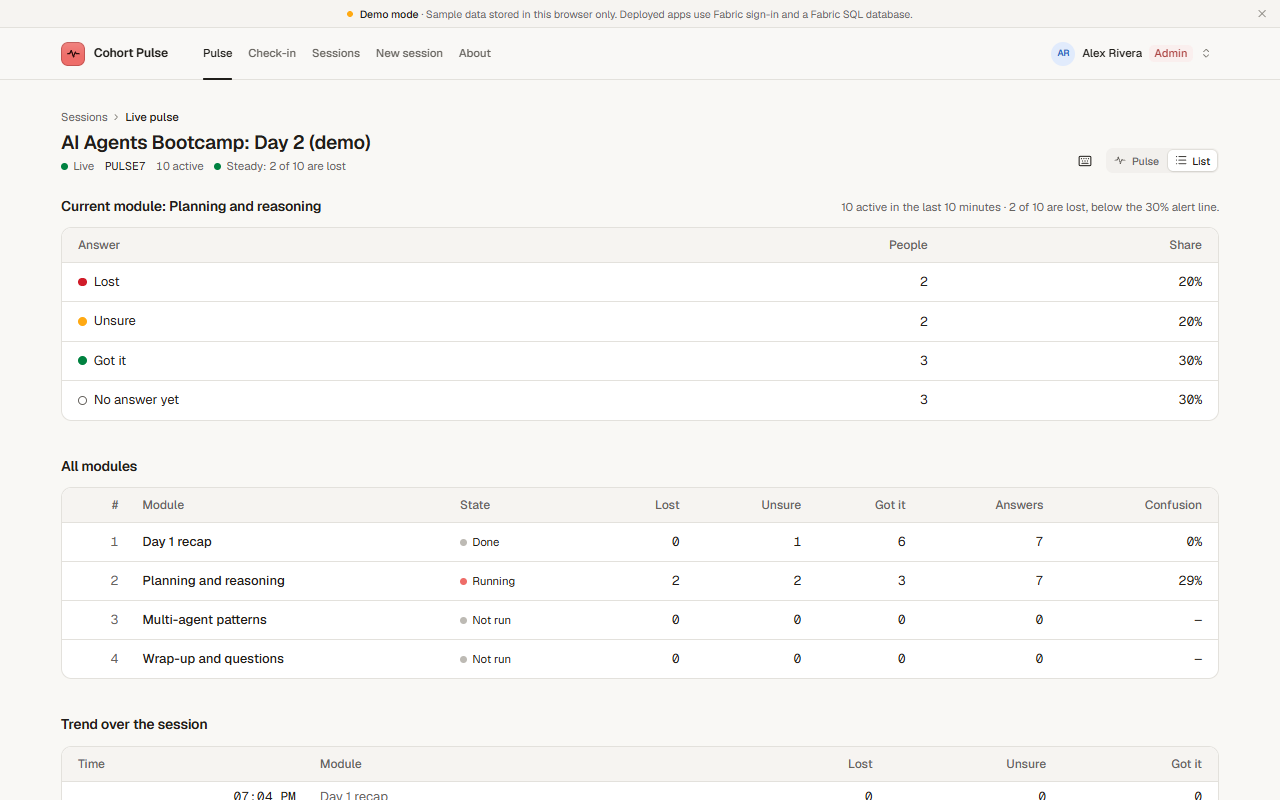 Demo mode · Sample data stored in this browser only. Deployed apps use Fabric sign-in and a Fabric SQL database.
Cohort Pulse Pulse Check-in Sessions New session About AR Alex Rivera Admin
Sessions › Live pulse
AI Agents Bootcamp: Day 2 (demo)
Live PULSE7 10 active Steady: 2 of 10 are lost
Pulse List
Current module: Planning and reasoning 10 active in the last 10 minutes · 2 of 10 are lost, below the 30% alert line.
Answer People Share
Lost 2 20%
Unsure 2 20%
Got it 3 30%
No answer yet 3 30%
All modules
# Module State Lost Unsure Got it Answers Confusion
1 Day 1 recap Done 0 1 6 7 0%
2 Planning and reasoning Running 2 2 3 7 29%
3 Multi-agent patterns Not run 0 0 0 0 –
4 Wrap-up and questions Not run 0 0 0 0 –
Trend over the session
Time Module Lost Unsure Got it
07:04 PM Day 1 recap 0 0 0